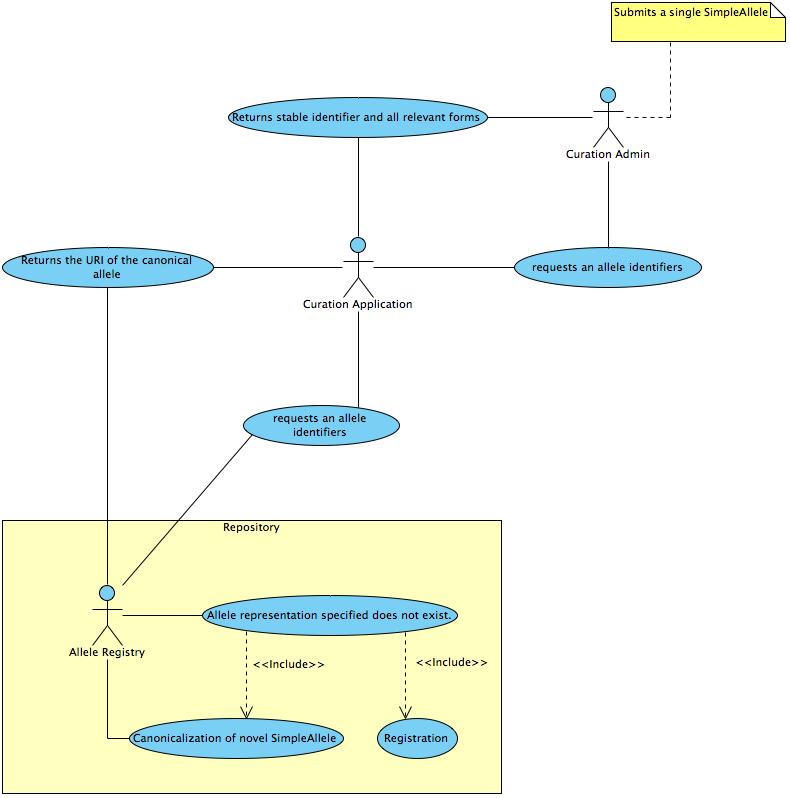 Submits a single SimpleAllele
Returns stable identifier and all relevant forms
Curation Admin
Returns the URI of the canonical
allele
requests an allele identifiers
Curation Application
requests an allele
identifiers
Repository
Allele representation specified does not exist.
Allele Registry
<<Include>>
<<Include>>
Canonicalization of novel SimpleAllele
Registration